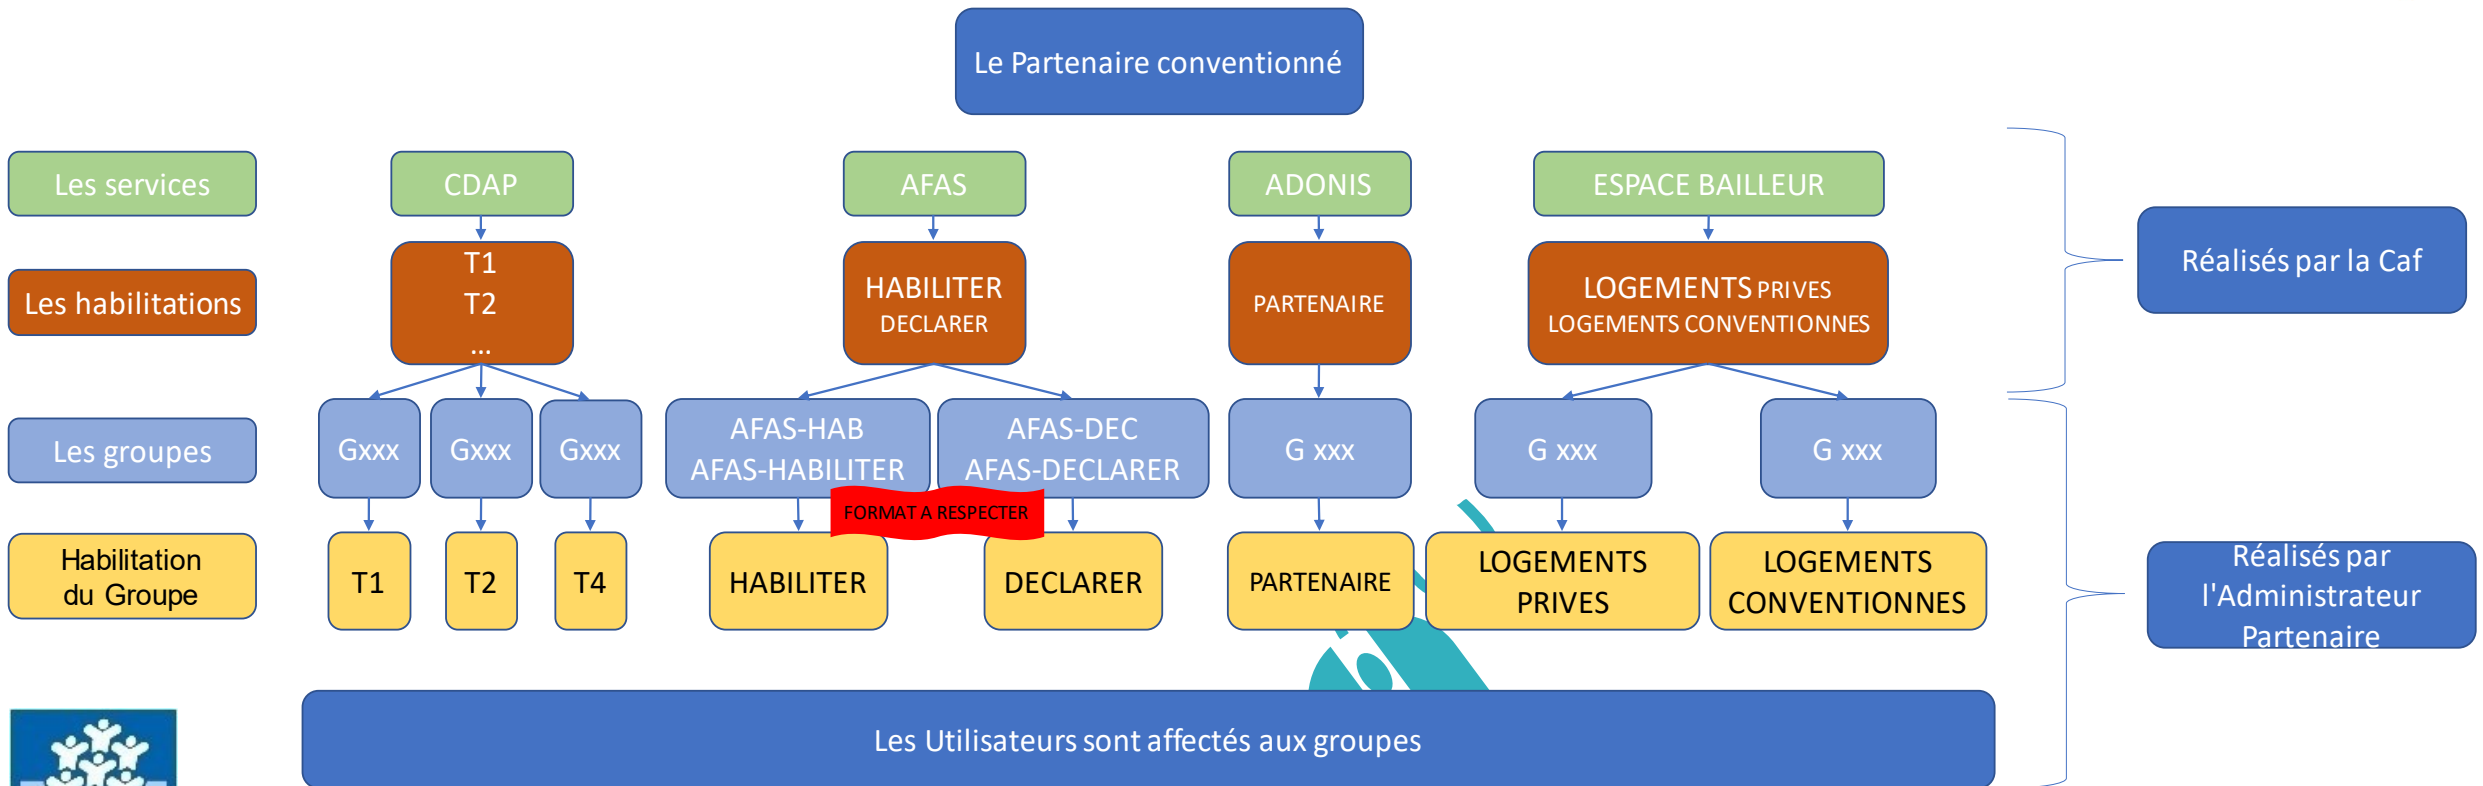 Le Partenaire conventionné
Les services
CDAP
AFAS
ADONIS
ESPACE BAILLEUR
Réalisés par la Caf
Les habilitations
T1
T2
...
HABILITER
DECLARER
PARTENAIRE
LOGEMENTS PRIVES
LOGEMENTS CONVENTIONNES
Les groupes
Gxxx
Gxxx
Gxxx
AFAS-HAB
AFAS-HABILITER
AFAS-DEC
AFAS-DECLARER
G xxx
G xxx
G xxx
FORMAT A RESPECTER
Habilitation
du Groupe
T1
T2
T4
HABILITER
DECLARER
PARTENAIRE
LOGEMENTS
PRIVES
LOGEMENTS
CONVENTIONNES
Réalisés par
l'Administrateur
Partenaire
Les Utilisateurs sont affectés aux groupes